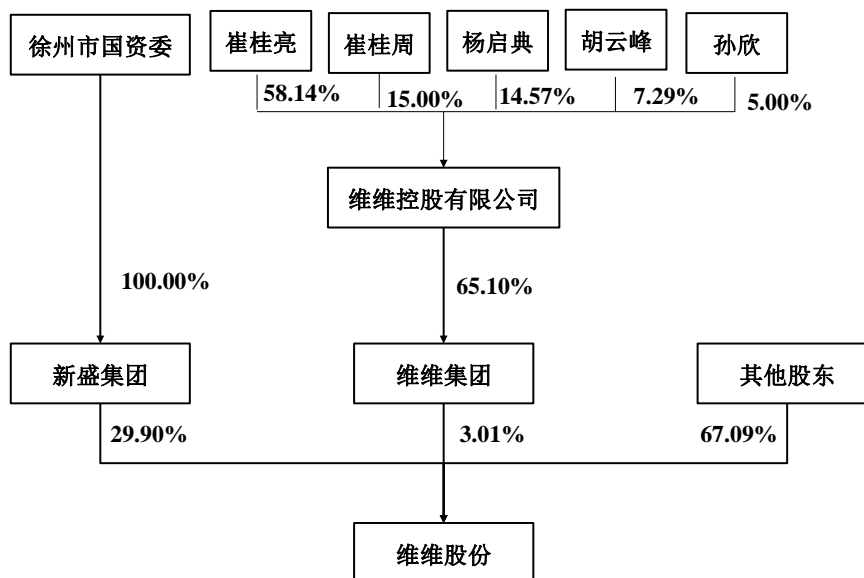 徐州市国资委
崔桂亮
崔桂周
杨启典
胡云峰
孙欣
58.14%
15.00%
14.57%
7.29%
5.00%
维维控股有限公司
100.00%
65.10%
新盛集团
维维集团
其他股东
29.90%
3.01%
67.09%
维维股份